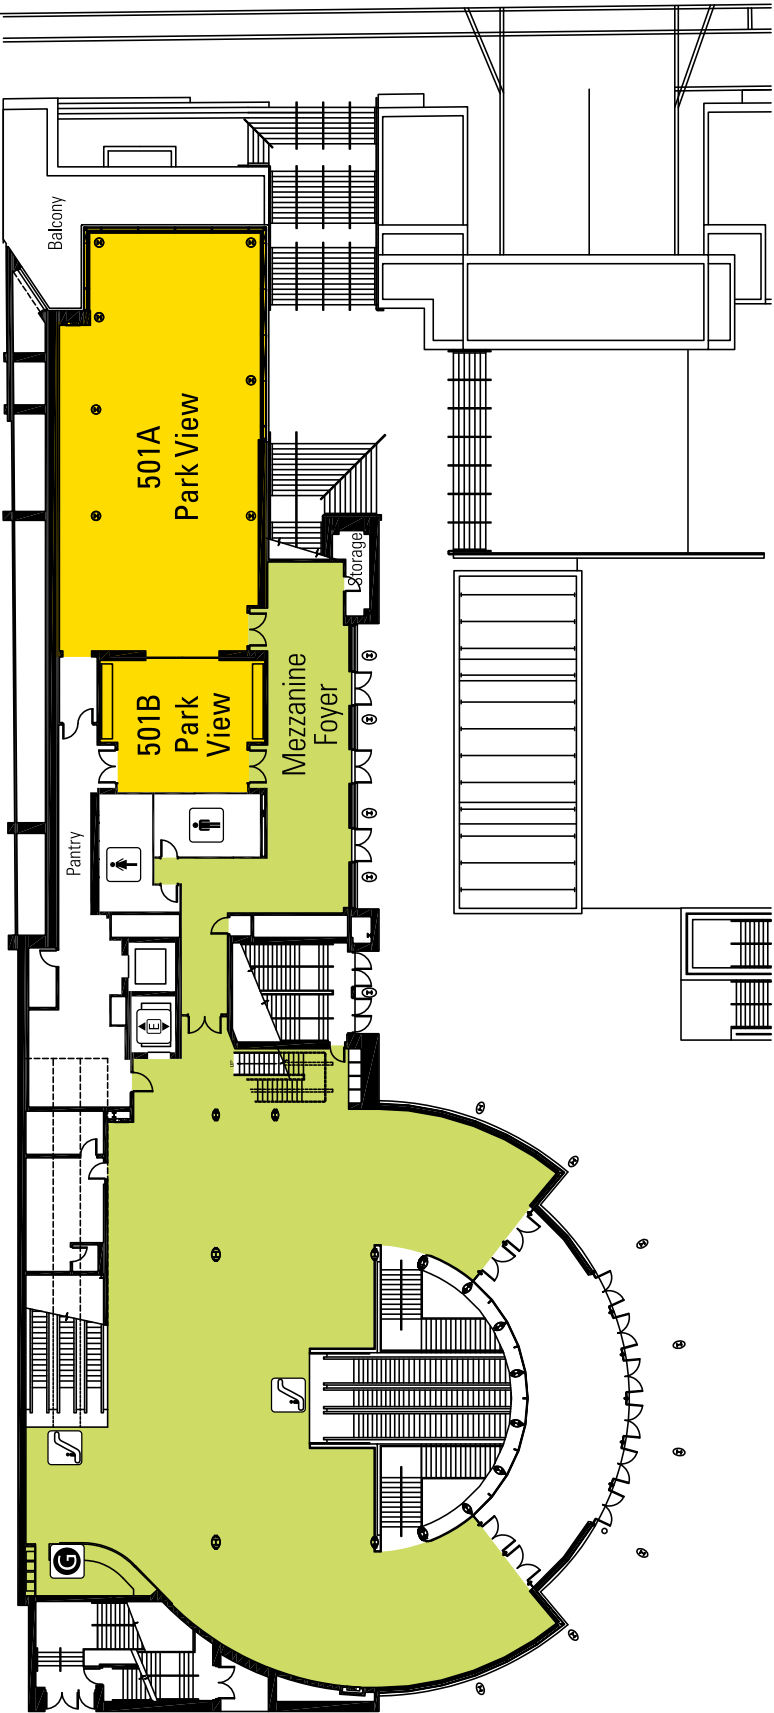 Balcony
501A
Park View
Storage
501B
Park
View
Mezzanine
Foyer
Pantry
E
G